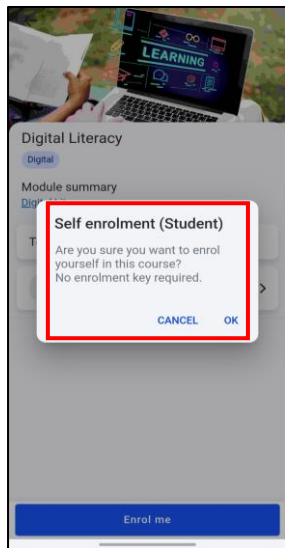 LEARNING
Digital Literacy
Digital
Module summary
Self enrolment (Student)
Are you sure you want to enrol
yourself in this course?
No enrolment key required.
CANCEL OK
Enrol me